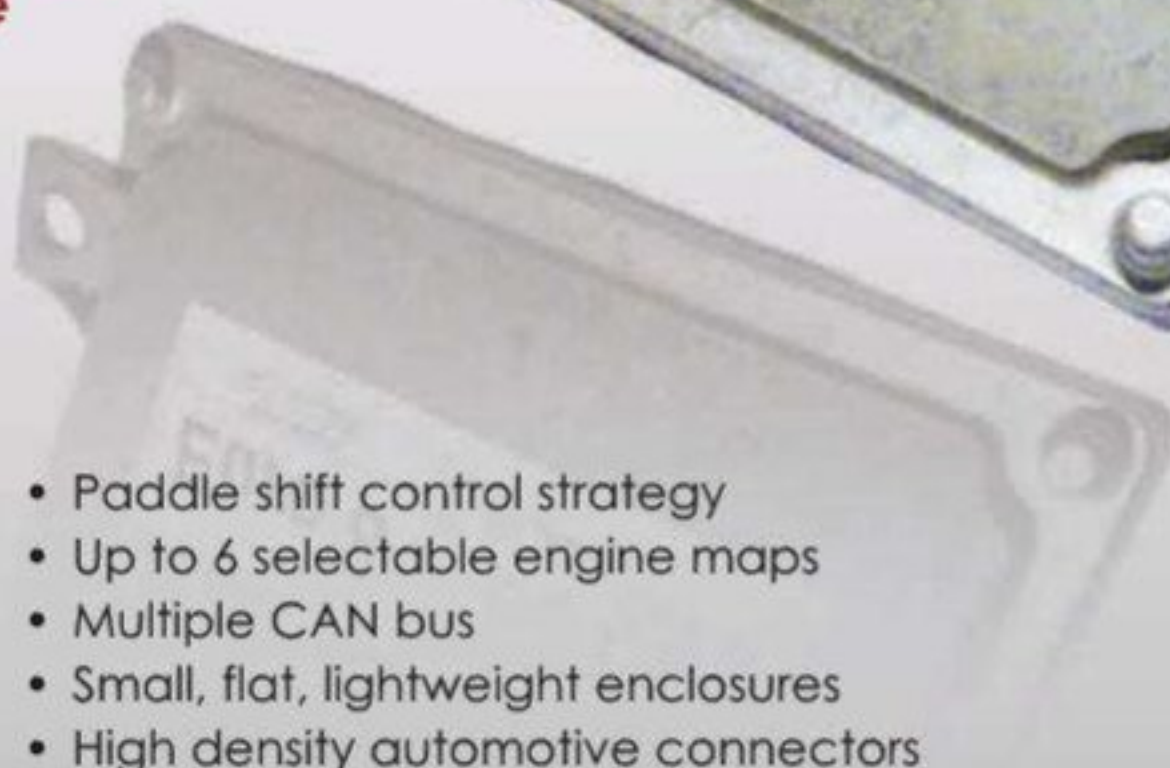 • Paddle shift control strategy
• Up to 6 selectable engine maps
• Multiple CAN bus
• Small, flat, lightweight enclosures
• High density automotive connectors